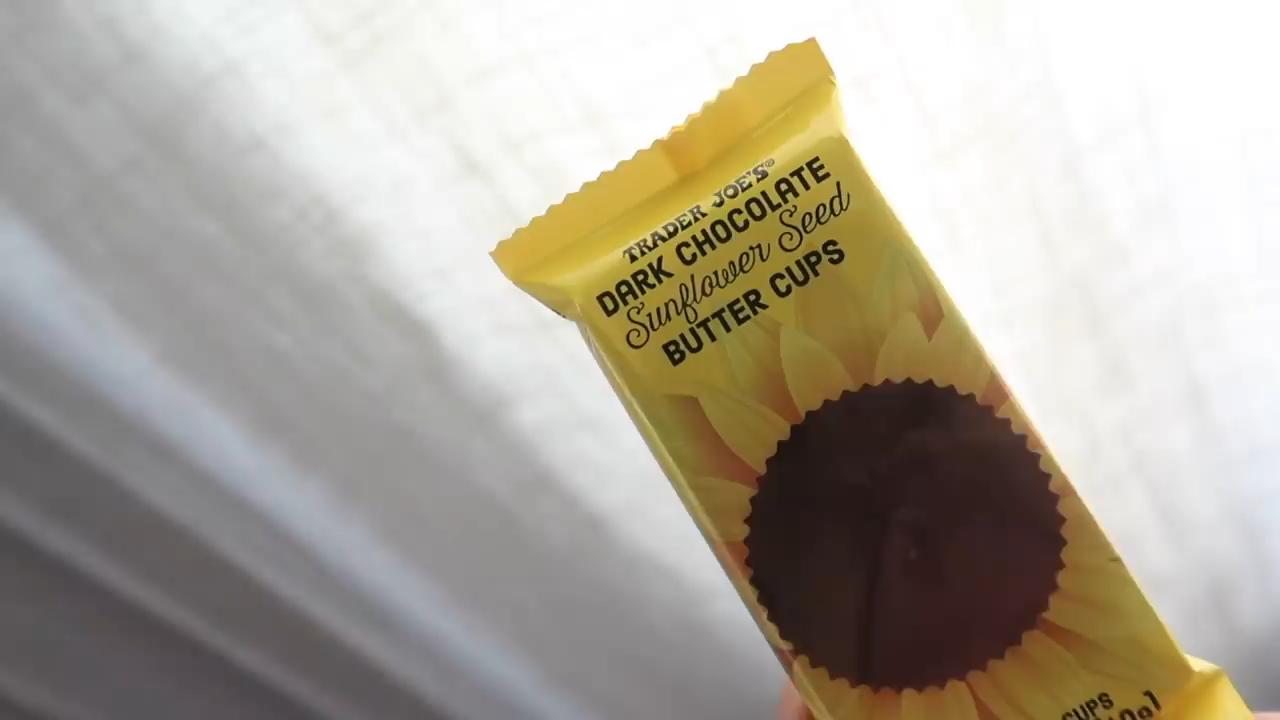 TRADER JOE'S®
DARK CHOCOLATE
Sunflower Seed
BUTTER CUPS
CUPS